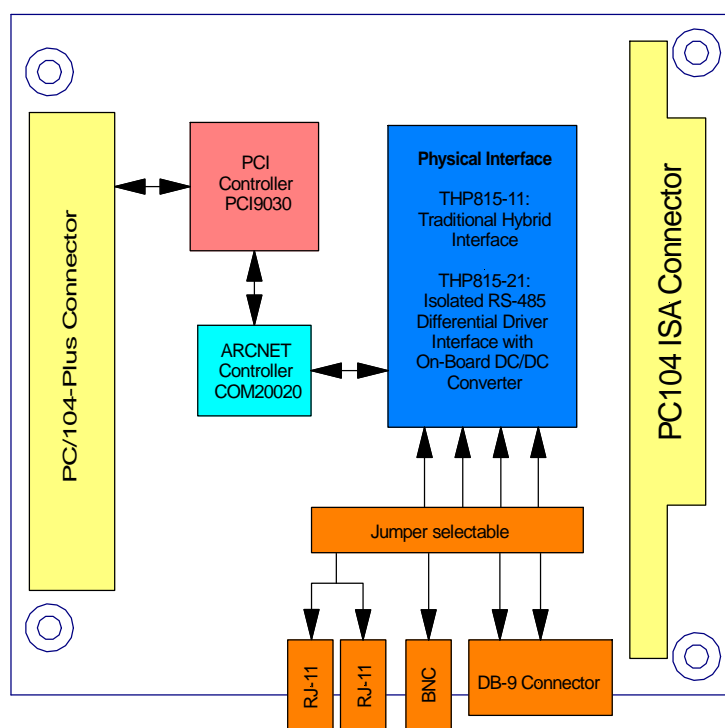 PC/104-Plus Connector
PCI
Controller
PCI9030
ARCNET
Controller
COM20020
Physical Interface
THP815-11:
Traditional Hybrid
Interface
THP815-21:
Isolated RS-485
Differential Driver
Interface with
On-Board DC/DC
Converter
PC104 ISA Connector
Jumper selectable
RJ-11
RJ-11
BNC
DB-9 Connector